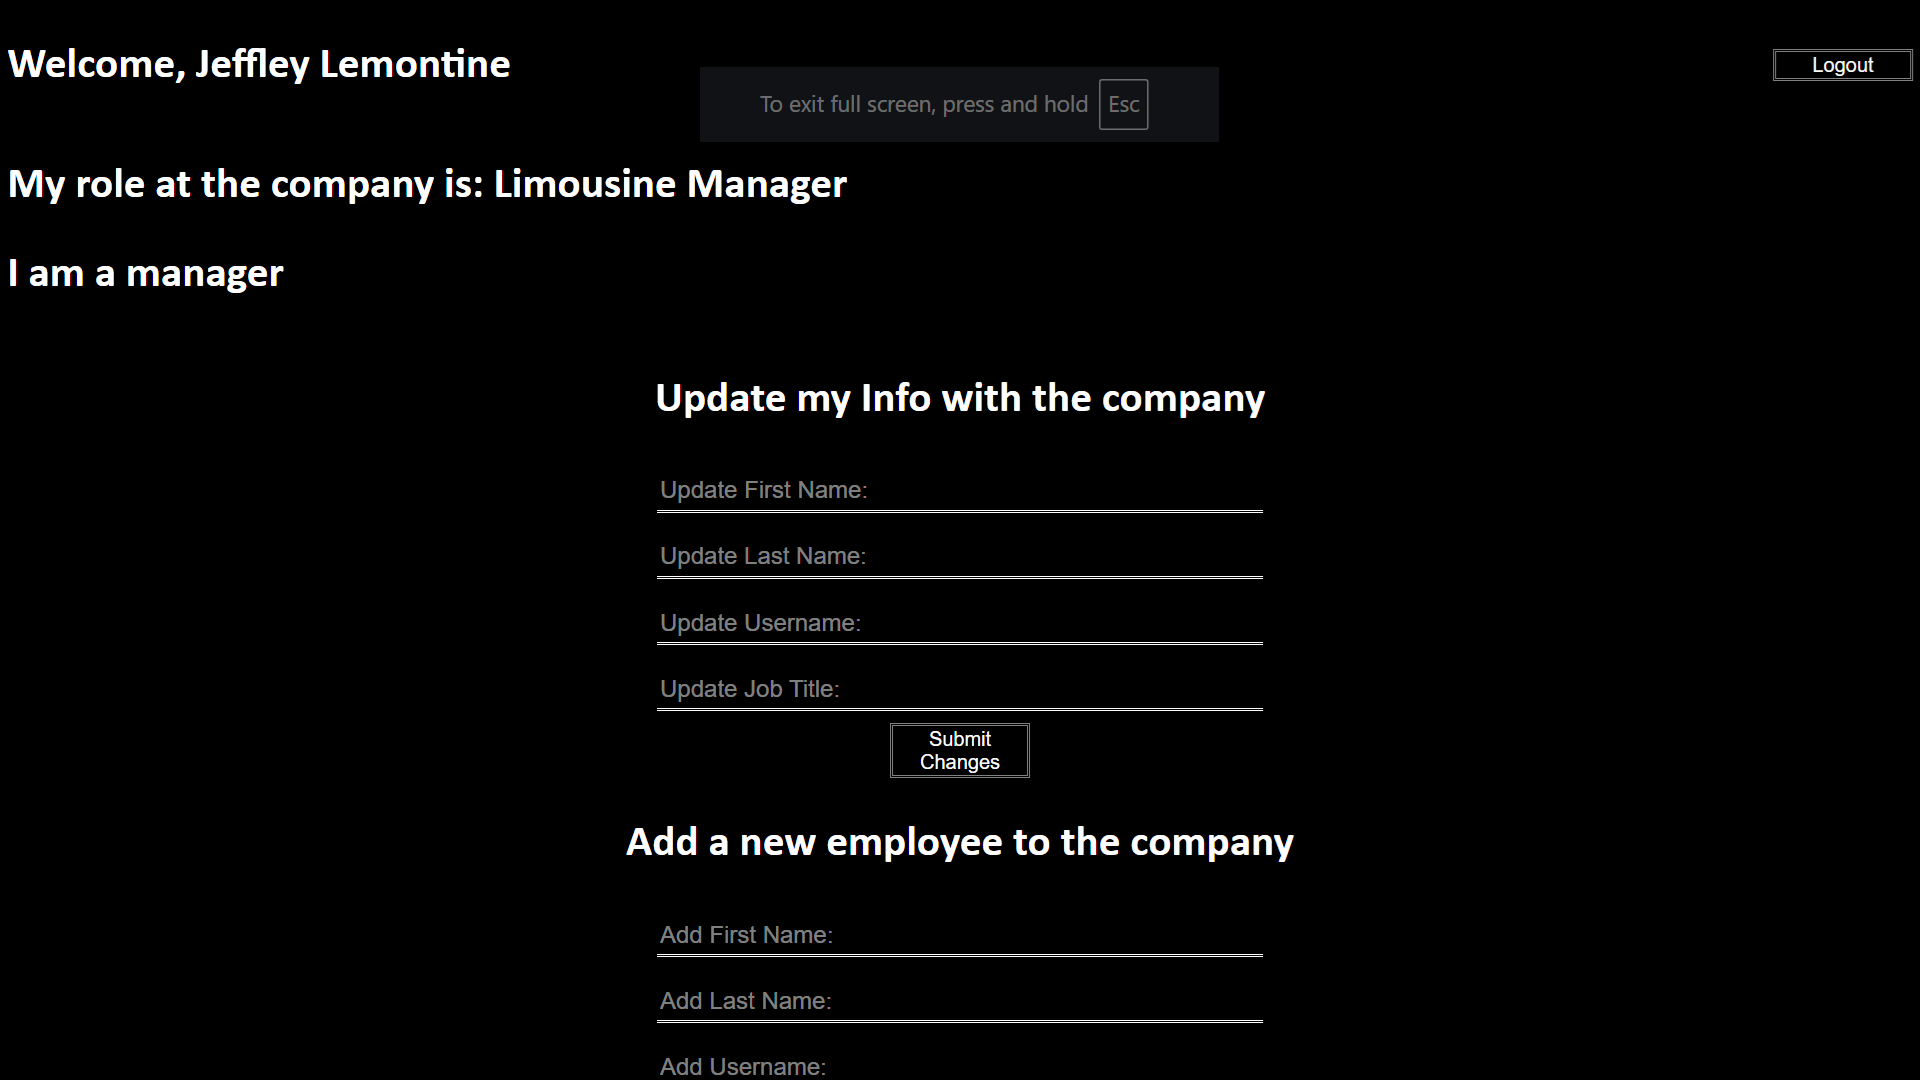 Welcome, Jeffley Lemontine
Logout
To exit full screen, press and hold Esc
My role at the company is: Limousine Manager
I am a manager
Update my Info with the company
Update First Name:
Update Last Name:
Update Username:
Update Job Title:
Submit
Changes
Add a new employee to the company
Add First Name:
Add Last Name:
Add Username: